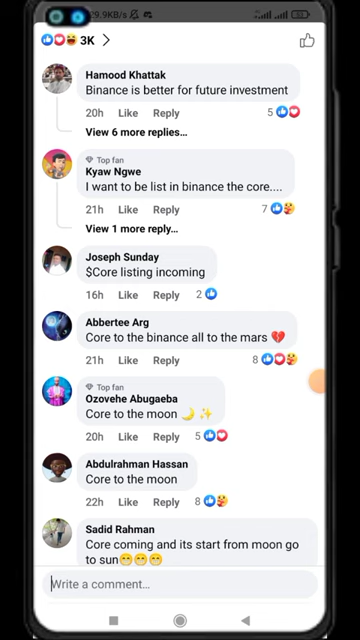 9.9KB/s
3K
Hamood Khattak
Binance is better for future investment
20h Like Reply 5
View 6 more replies...
Top fan
Kyaw Ngwe
I want to be list in binance the core....
21h Like Reply 7
View 1 more reply...
Joseph Sunday
$Core listing incoming
16h Like Reply 2
Abbertee Arg
Core to the binance all to the mars 💔
21h Like Reply 8
Top fan
Ozovehe Abugaeba
Core to the moon 🌙 ✨
20h Like Reply 5
Abdulrahman Hassan
Core to the moon
22h Like Reply 8
Sadid Rahman
Core coming and its start from moon go
to sun😁😁😁
Write a comment...